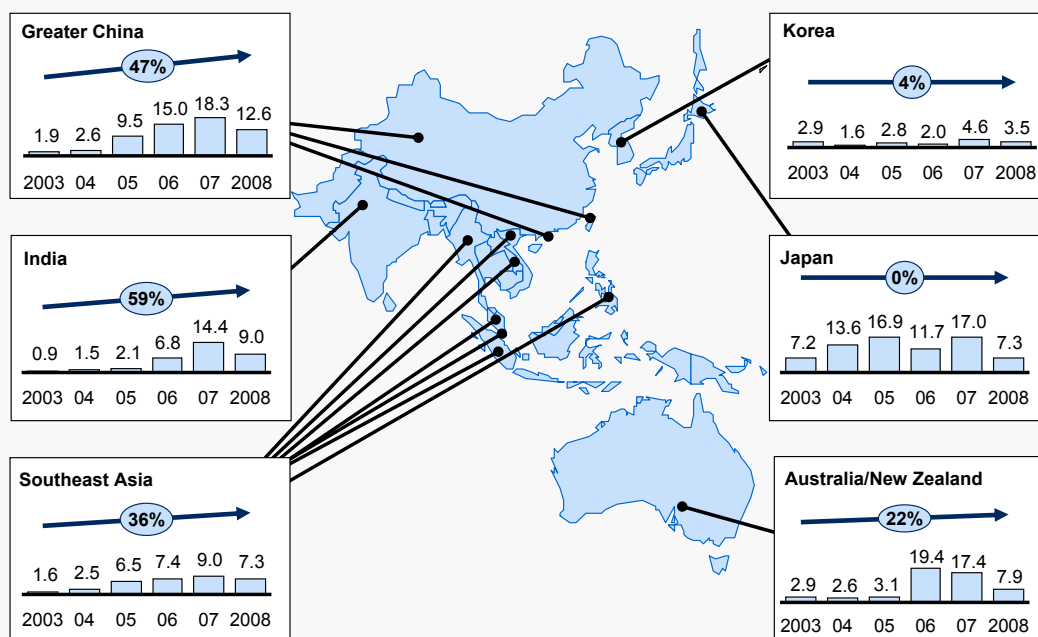 Greater China
47%
1.9 2.6 9.5 15.0 18.3 12.6
2003 04 05 06 07 2008
Korea
4%
2.9 1.6 2.8 2.0 4.6 3.5
2003 04 05 06 07 2008
India
59%
0.9 1.5 2.1 6.8 14.4 9.0
2003 04 05 06 07 2008
Japan
0%
7.2 13.6 16.9 11.7 17.0 7.3
2003 04 05 06 07 2008
Southeast Asia
36%
1.6 2.5 6.5 7.4 9.0 7.3
2003 04 05 06 07 2008
Australia/New Zealand
22%
2.9 2.6 3.1 19.4 17.4 7.9
2003 04 05 06 07 2008